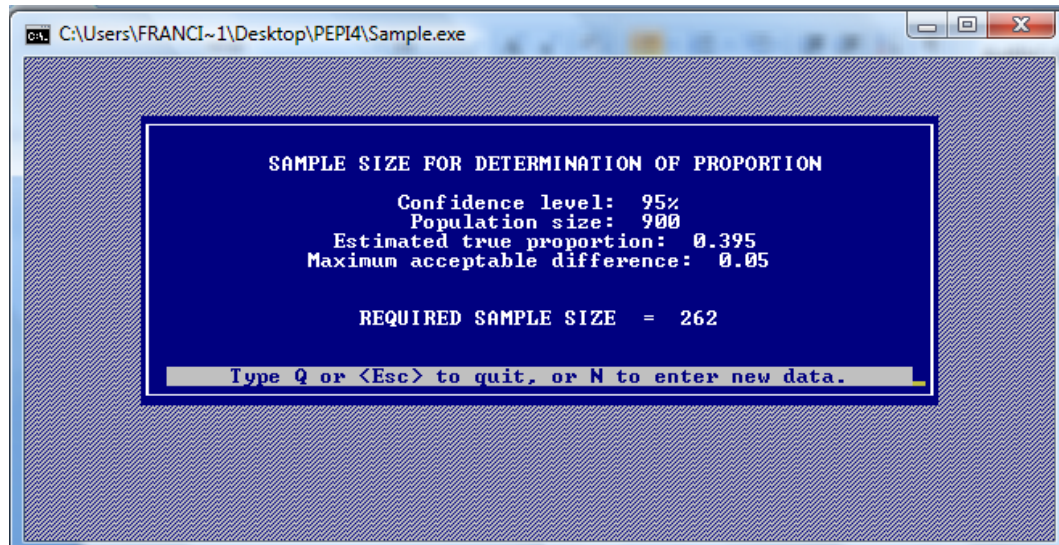 C:\Users\FRANCI~1\Desktop\PEPI4\Sample.exe
SAMPLE SIZE FOR DETERMINATION OF PROPORTION
Confidence level: 95%
Population size: 900
Estimated true proportion: 0.395
Maximum acceptable difference: 0.05
REQUIRED SAMPLE SIZE = 262
Type Q or <Esc> to quit, or N to enter new data.